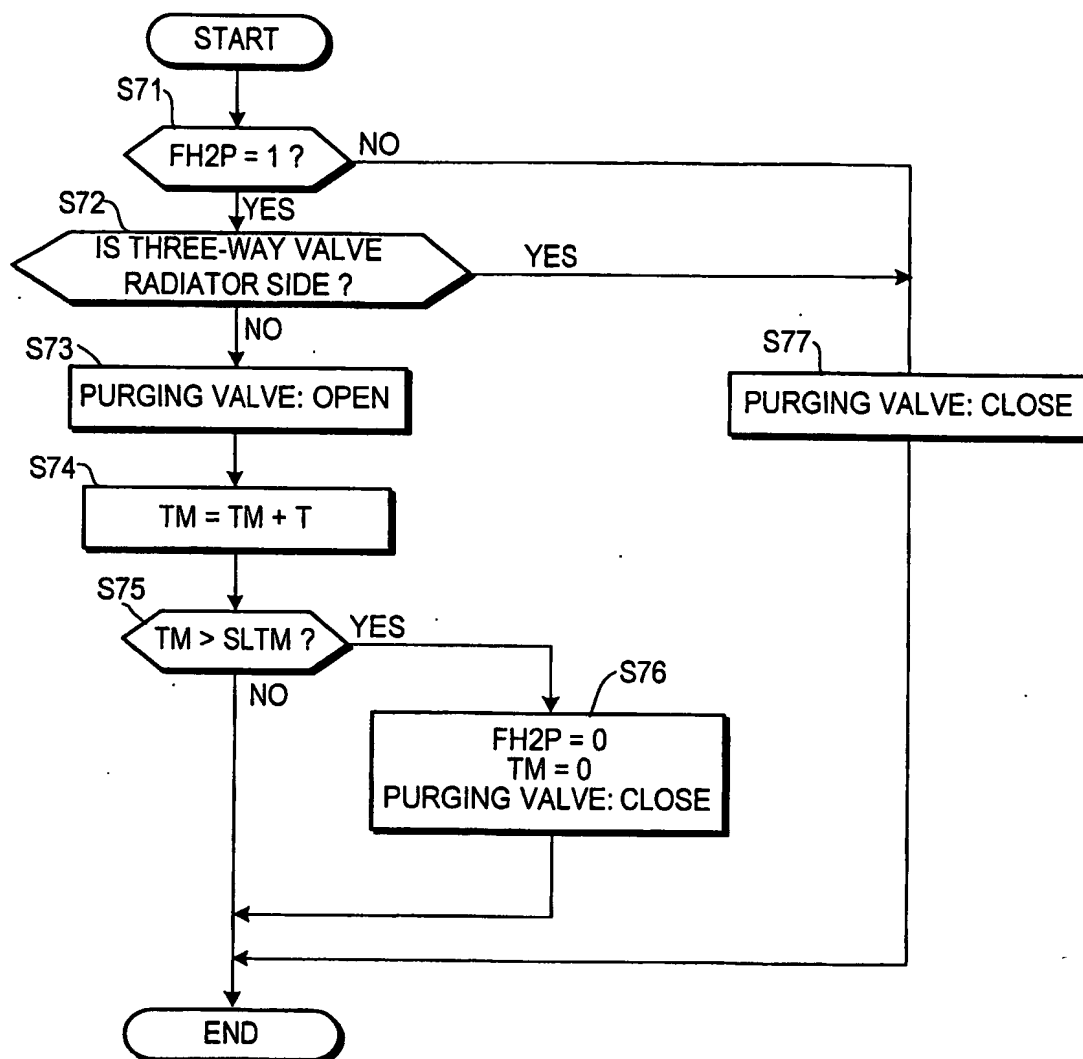 START
S71
FH2P = 1 ?
NO
YES
S72
IS THREE-WAY VALVE
RADIATOR SIDE ?
YES
NO
S73
PURGING VALVE: OPEN
S77
PURGING VALVE: CLOSE
S74
TM = TM + T
S75
TM > SLTM ?
YES
NO
S76
FH2P = 0
TM = 0
PURGING VALVE: CLOSE
END